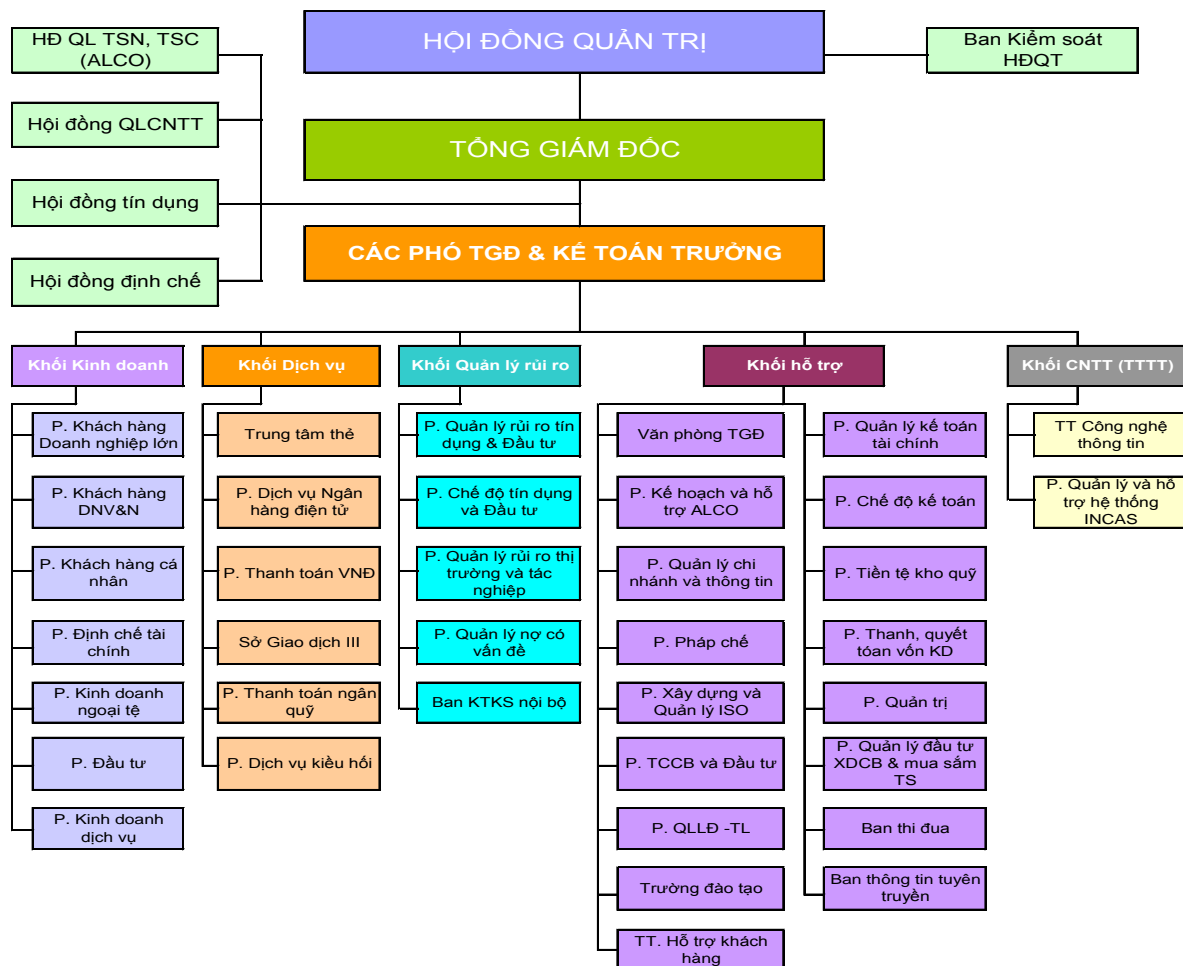 HĐ QL TSN, TSC
(ALCO)
HỘI ĐỒNG QUẢN TRỊ
Ban Kiểm soát
HĐQT
Hội đồng QLCNTT
TỔNG GIÁM ĐỐC
Hội đồng tín dụng
CÁC PHÓ TGĐ & KẾ TOÁN TRƯỞNG
Hội đồng định chế
Khối Kinh doanh
P. Khách hàng
Doanh nghiệp lớn
P. Khách hàng
DNV&N
P. Khách hàng cá
nhân
P. Định chế tài
chính
P. Kinh doanh
ngoại tệ
P. Đầu tư
P. Kinh doanh
dịch vụ
Khối Dịch vụ
Trung tâm thẻ
P. Dịch vụ Ngân
hàng điện tử
P. Thanh toán VNĐ
Sở Giao dịch III
P. Thanh toán ngân
quỹ
P. Dịch vụ kiều hối
Khối Quản lý rủi ro
P. Quản lý rủi ro tín
dụng & Đầu tư
P. Chế độ tín dụng
và Đầu tư
P. Quản lý rủi ro thị
trường và tác
nghiệp
P. Quản lý nợ có
vấn đề
Ban KTKS nội bộ
Khối hỗ trợ
Văn phòng TGĐ
P. Kế hoạch và hỗ
trợ ALCO
P. Quản lý chi
nhánh và thông tin
P. Pháp chế
P. Xây dựng và
Quản lý ISO
P. TCCB và Đầu tư
P. QLLĐ -TL
Trường đào tạo
TT. Hỗ trợ khách
hàng
P. Quản lý kế toán
tài chính
P. Chế độ kế toán
P. Tiền tệ kho quỹ
P. Thanh, quyết
tóan vốn KD
P. Quản trị
P. Quản lý đầu tư
XDCB & mua sắm
TS
Ban thi đua
Ban thông tin tuyên
truyền
Khối CNTT (TTTT)
TT Công nghệ
thông tin
P. Quản lý và hỗ
trợ hệ thống
INCAS